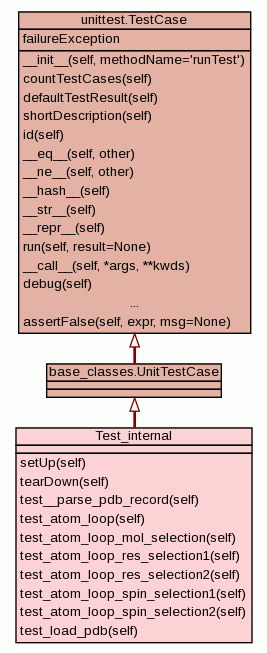 unittest.TestCase
failureException
__init__(self, methodName='runTest')
countTestCases(self)
defaultTestResult(self)
shortDescription(self)
id(self)
__eq__(self, other)
__ne__(self, other)
__hash__(self)
__str__(self)
__repr__(self)
run(self, result=None)
__call__(self, *args, **kwds)
debug(self)
...
assertFalse(self, expr, msg=None)
base_classes.UnitTestCase
Test_internal
setUp(self)
tearDown(self)
test__parse_pdb_record(self)
test_atom_loop(self)
test_atom_loop_mol_selection(self)
test_atom_loop_res_selection1(self)
test_atom_loop_res_selection2(self)
test_atom_loop_spin_selection1(self)
test_atom_loop_spin_selection2(self)
test_load_pdb(self)